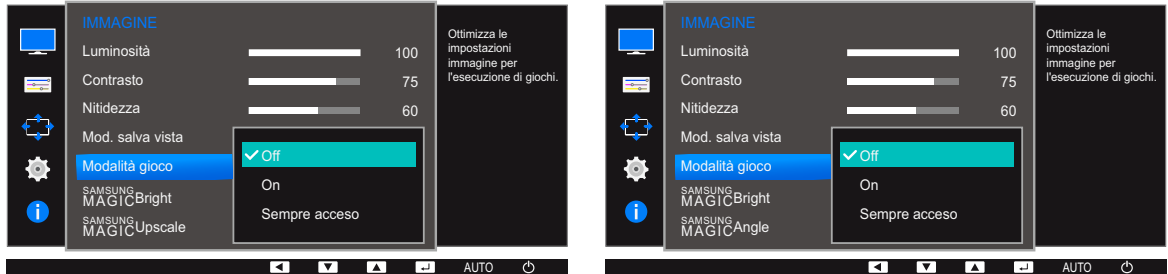 IMMAGINE
Luminosità 100
Contrasto 75
Nitidezza 60
Mod. salva vista
Modalità gioco
SAMSUNG
MAGICBright
SAMSUNG
MAGICUpscale
Off
On
Sempre acceso
Ottimizza le
impostazioni
immagine per
l'esecuzione di giochi.
AUTO
IMMAGINE
Luminosità 100
Contrasto 75
Nitidezza 60
Mod. salva vista
Modalità gioco
SAMSUNG
MAGICBright
SAMSUNG
MAGICAngle
Off
On
Sempre acceso
Ottimizza le
impostazioni
immagine per
l'esecuzione di giochi.
AUTO